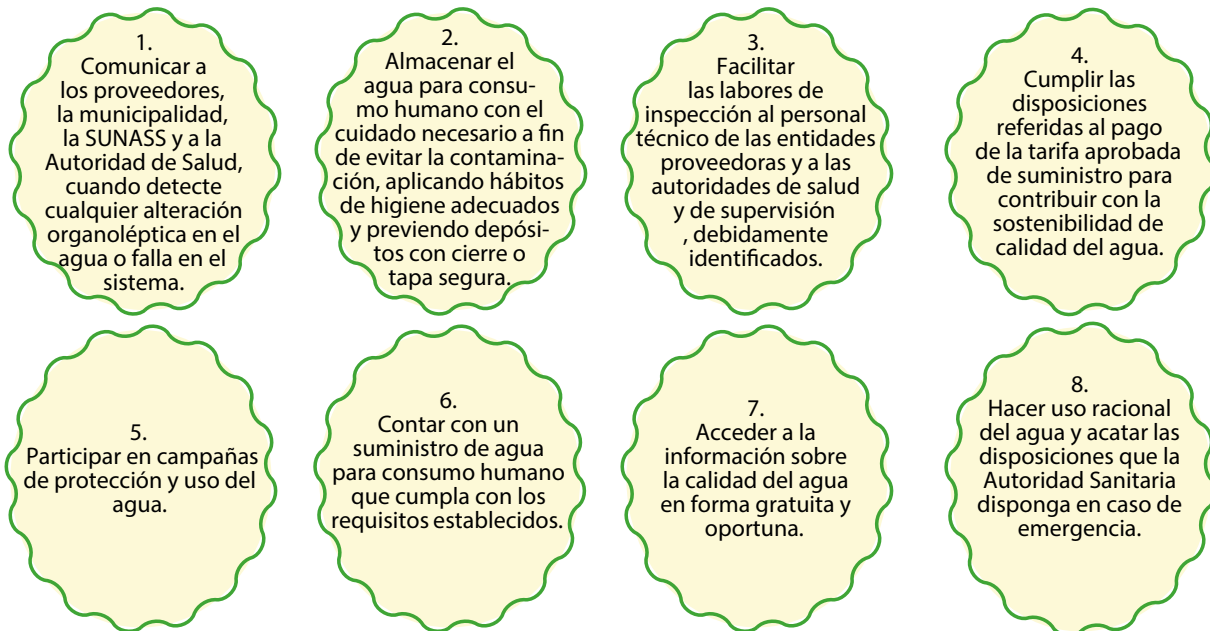 1.
Comunicar a
los proveedores,
la municipalidad,
la SUNASS y a la
Autoridad de Salud,
cuando detecte
cualquier alteración
organoléptica en el
agua o falla en el
sistema.
2.
Almacenar el
agua para consu-
mo humano con el
cuidado necesario a fin
de evitar la contamina-
ción, aplicando hábitos
de higiene adecuados
y previendo depósi-
tos con cierre o
tapa segura.
3.
Facilitar
las labores de
inspección al personal
técnico de las entidades
proveedoras y a las
autoridades de salud
y de supervisión
, debidamente
identificados.
4.
Cumplir las
disposiciones
referidas al pago
de la tarifa aprobada
de suministro para
contribuir con la
sostenibilidad de
calidad del agua.
5.
Participar en campañas
de protección y uso del
agua.
6.
Contar con un
suministro de agua
para consumo humano
que cumpla con los
requisitos establecidos.
7.
Acceder a la
información sobre
la calidad del agua
en forma gratuita y
oportuna.
8.
Hacer uso racional
del agua y acatar las
disposiciones que la
Autoridad Sanitaria
disponga en caso de
emergencia.